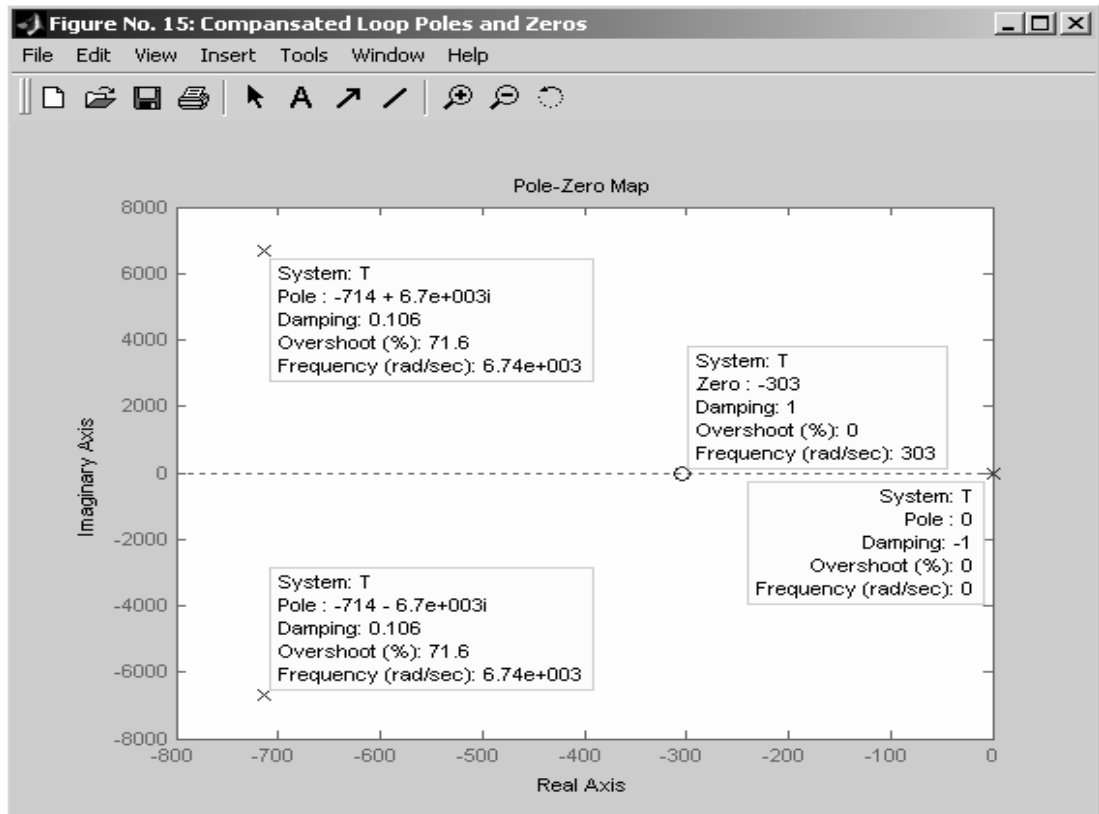 Figure No. 15: Compansated Loop Poles and Zeros
File Edit View Insert Tools Window Help
A
Pole-Zero Map
8000
6000
4000
2000
0
-2000
-4000
-6000
-8000
Imaginary Axis
System: T
Pole : -714 + 6.7e+003i
Damping: 0.106
Overshoot (%): 71.6
Frequency (rad/sec): 6.74e+003
System: T
Zero : -303
Damping: 1
Overshoot (%): 0
Frequency (rad/sec): 303
System: T
Pole : 0
Damping: -1
Overshoot (%): 0
Frequency (rad/sec): 0
System: T
Pole : -714 - 6.7e+003i
Damping: 0.106
Overshoot (%): 71.6
Frequency (rad/sec): 6.74e+003
-800 -700 -600 -500 -400 -300 -200 -100 0
Real Axis